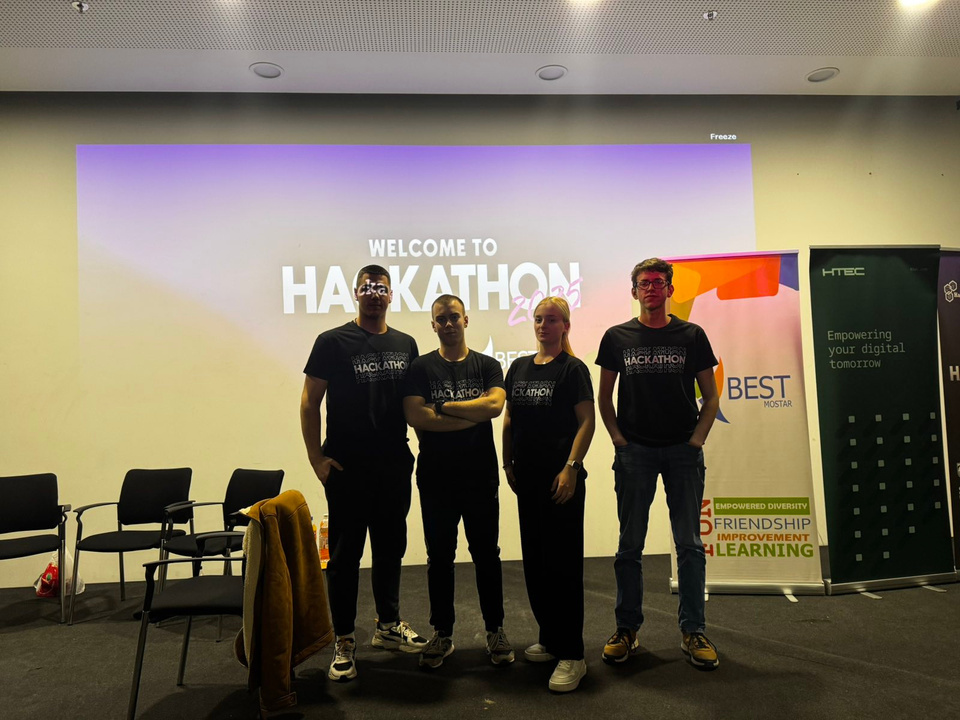 Freeze
WELCOME TO
HACKATHON
2025
BEST
HACKATHON
HACKATHON
HACKATHON
HACKATHON
BEST
MOSTAR
EMPOWERED DIVERSITY
FRIENDSHIP
IMPROVEMENT
LEARNING
HTEC
Empowering
your digital
tomorrow